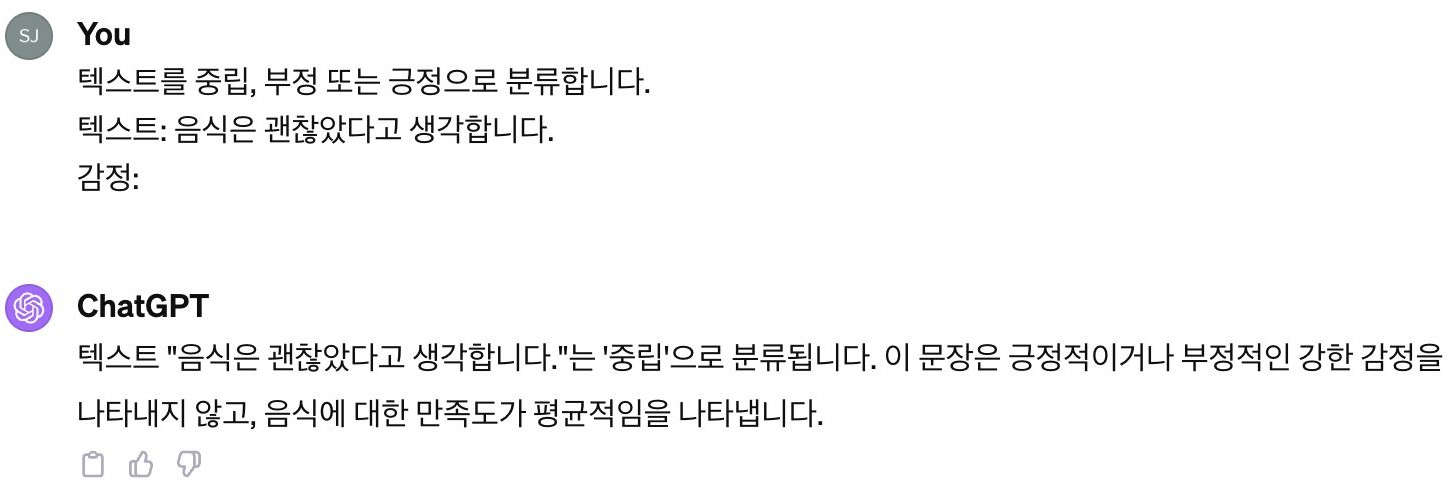 SJ
You
텍스트를 중립, 부정 또는 긍정으로 분류합니다.
텍스트: 음식은 괜찮았다고 생각합니다.
감정:
ChatGPT
텍스트 "음식은 괜찮았다고 생각합니다."는 '중립'으로 분류됩니다. 이 문장은 긍정적이거나 부정적인 강한 감정을
나타내지 않고, 음식에 대한 만족도가 평균적임을 나타냅니다.